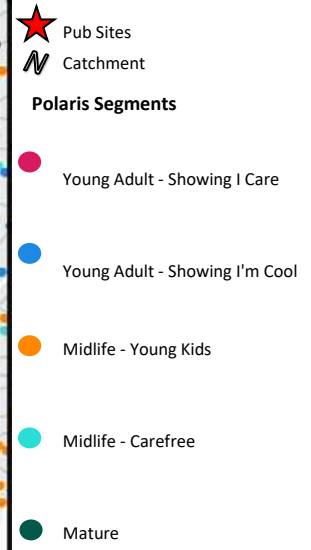 Pub Sites
Catchment
Polaris Segments
Young Adult - Showing I Care
Young Adult - Showing I'm Cool
Midlife - Young Kids
Midlife - Carefree
Mature